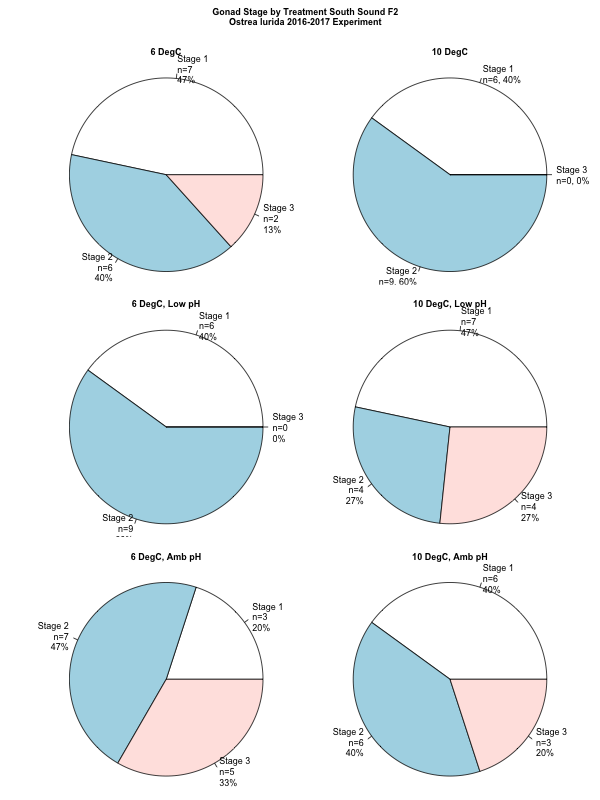 Gonad Stage by Treatment South Sound F2
Ostrea lurida 2016-2017 Experiment
6 DegC
Stage 1
n=7
47%
Stage 2
n=6
40%
Stage 3
n=2
13%
10 DegC
Stage 1
n=6, 40%
Stage 2
n=9, 60%
Stage 3
n=0, 0%
6 DegC, Low pH
Stage 1
n=6
40%
Stage 2
n=9
Stage 3
n=0
0%
10 DegC, Low pH
Stage 1
n=7
47%
Stage 2
n=4
27%
Stage 3
n=4
27%
6 DegC, Amb pH
Stage 1
n=3
20%
Stage 2
n=7
47%
Stage 3
n=5
33%
10 DegC, Amb pH
Stage 1
n=6
40%
Stage 2
n=6
40%
Stage 3
n=3
20%